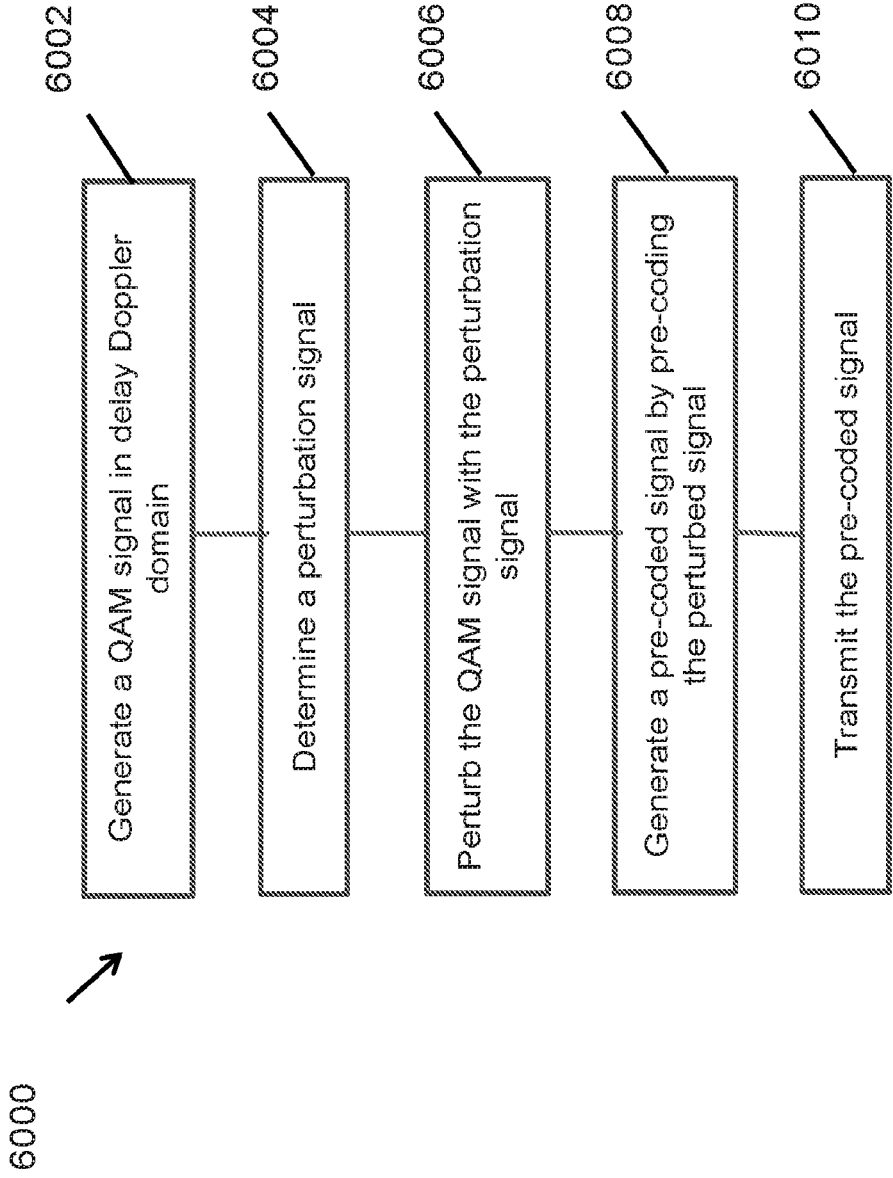 6000
Generate a QAM signal in delay Doppler
domain
6002
Determine a perturbation signal
6004
Perturb the QAM signal with the perturbation
signal
6006
Generate a pre-coded signal by pre-coding
the perturbed signal
6008
Transmit the pre-coded signal
6010